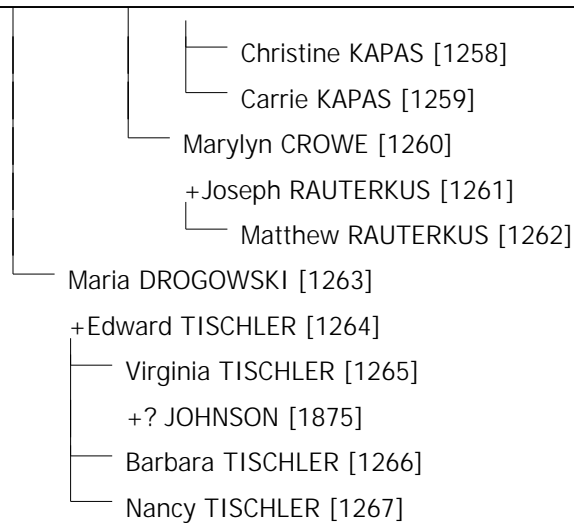 Christine KAPAS [1258]
Carrie KAPAS [1259]
Marylyn CROWE [1260]
+Joseph RAUTERKUS [1261]
Matthew RAUTERKUS [1262]
Maria DROGOWSKI [1263]
+Edward TISCHLER [1264]
Virginia TISCHLER [1265]
+? JOHNSON [1875]
Barbara TISCHLER [1266]
Nancy TISCHLER [1267]